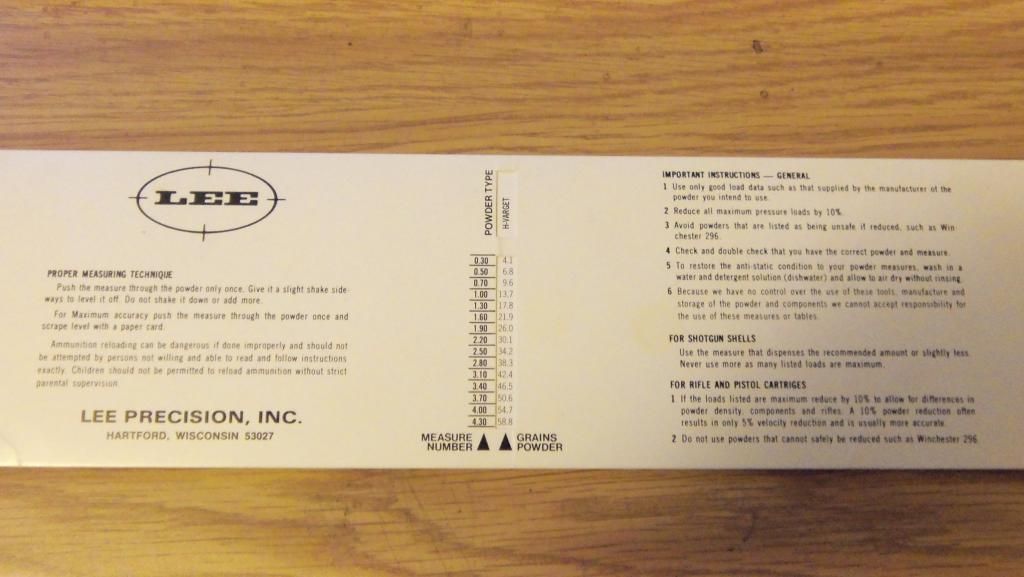 LEE
PROPER MEASURING TECHNIQUE
Push the measure through the powder only once. Give it a slight shake side-
ways to level it off. Do not shake it down or add more.
For Maximum accuracy push the measure through the powder once and
scrape level with a paper card.
Ammunition reloading can be dangerous if done improperly and should not
be attempted by persons not willing and able to read and follow instructions
exactly. Children should not be permitted to reload ammunition without strict
parental supervision.
LEE PRECISION, INC.
HARTFORD, WISCONSIN 53027
POWDER TYPE
H-VARGET
0.30 4.1
0.50 6.8
0.70 9.6
1.00 13.7
1.30 17.8
1.60 21.9
1.90 26.0
2.20 30.1
2.50 34.2
2.80 38.3
3.10 42.4
3.40 46.5
3.70 50.6
4.00 54.7
4.30 58.8
MEASURE NUMBER
GRAINS POWDER
IMPORTANT INSTRUCTIONS — GENERAL
1 Use only good load data such as that supplied by the manufacturer of the
powder you intend to use.
2 Reduce all maximum pressure loads by 10%.
3 Avoid powders that are listed as being unsafe if reduced, such as Win
chester 296.
4 Check and double check that you have the correct powder and measure.
5 To restore the anti-static condition to your powder measures, wash in a
water and detergent solution (dishwater) and allow to air dry without rinsing.
6 Because we have no control over the use of these tools, manufacture and
storage of the powder and components we cannot accept responsibility for
the use of these measures or tables.
FOR SHOTGUN SHELLS
Use the measure that dispenses the recommended amount or slightly less.
Never use more as many listed loads are maximum.
FOR RIFLE AND PISTOL CARTRIGES
1 If the loads listed are maximum reduce by 10% to allow for differences in
powder density, components and rifles. A 10% powder reduction often
results in only 5% velocity reduction and is usually more accurate.
2 Do not use powders that cannot safely be reduced such as Winchester 296.